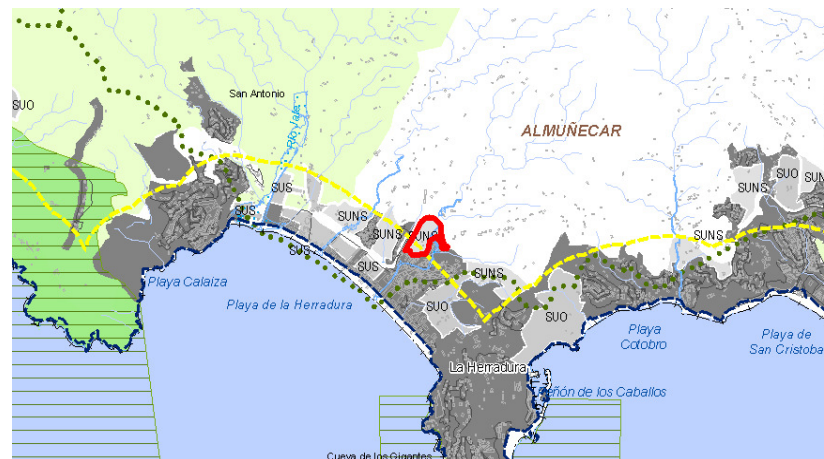 San Antonio
SUO
Río Jate
ALMUÑECAR
SUNS
SUO
SUS
SUNS
SUNS
SUNS
SUS
SUNS
SUNS
SUS
SUS
SUNS
Playa Calaiza
Playa de la Herradura
SUO
SUO
Playa
Cotobro
Playa de
San Cristoba
La Herradura
Peñón de los Caballos
Cueva de los Gigantes